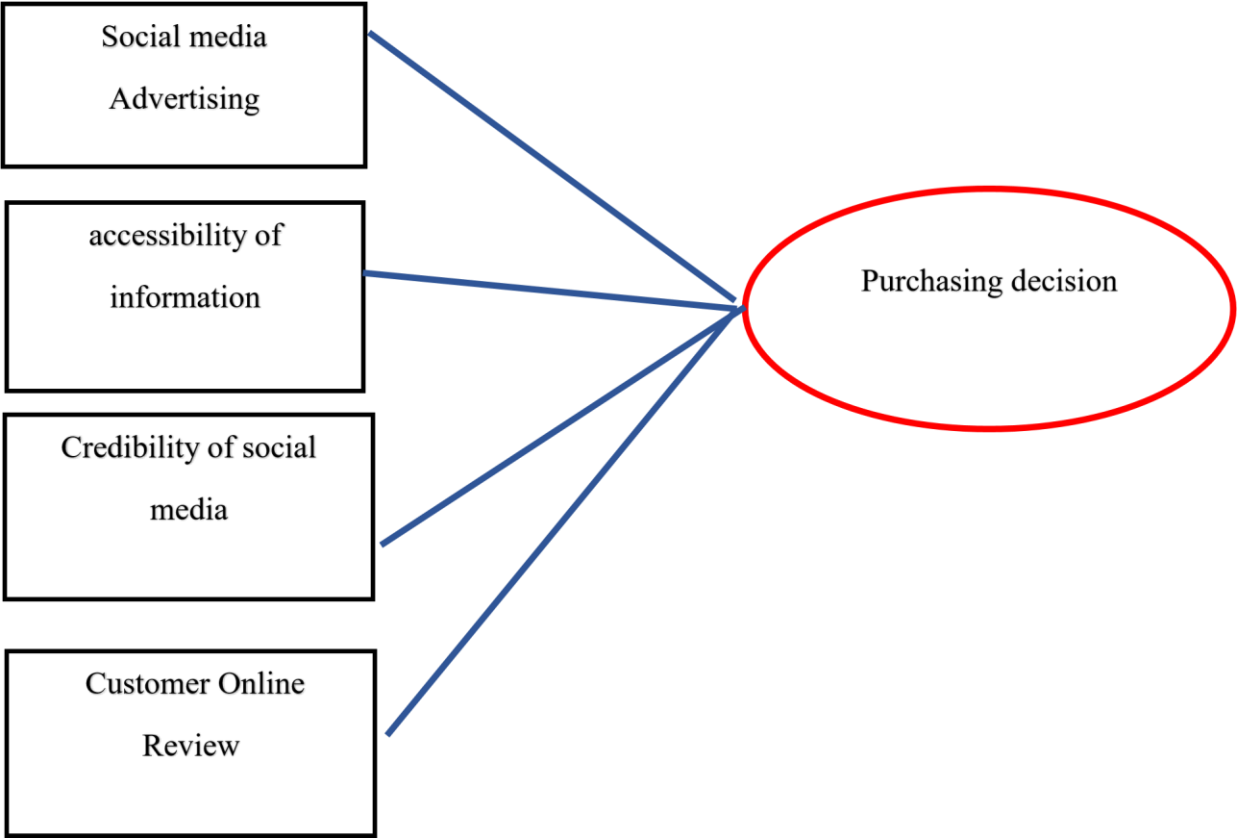 Social media
Advertising
accessibility of
information
Purchasing decision
Credibility of social
media
Customer Online
Review